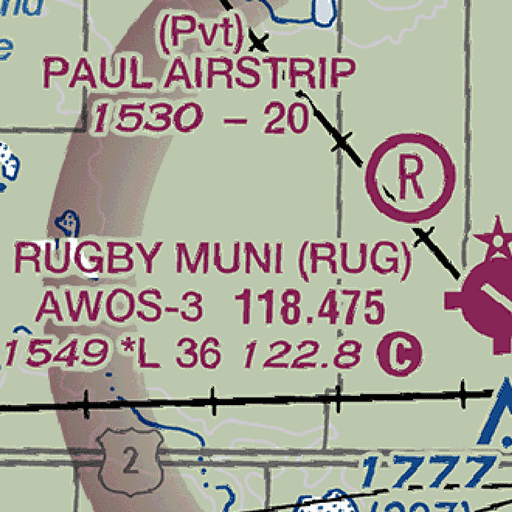 (Pvt)
PAUL AIRSTRIP
1530 – 20
R
RUGBY MUNI (RUG)
AWOS-3 118.475
1549 *L 36 122.8 C
2
1777